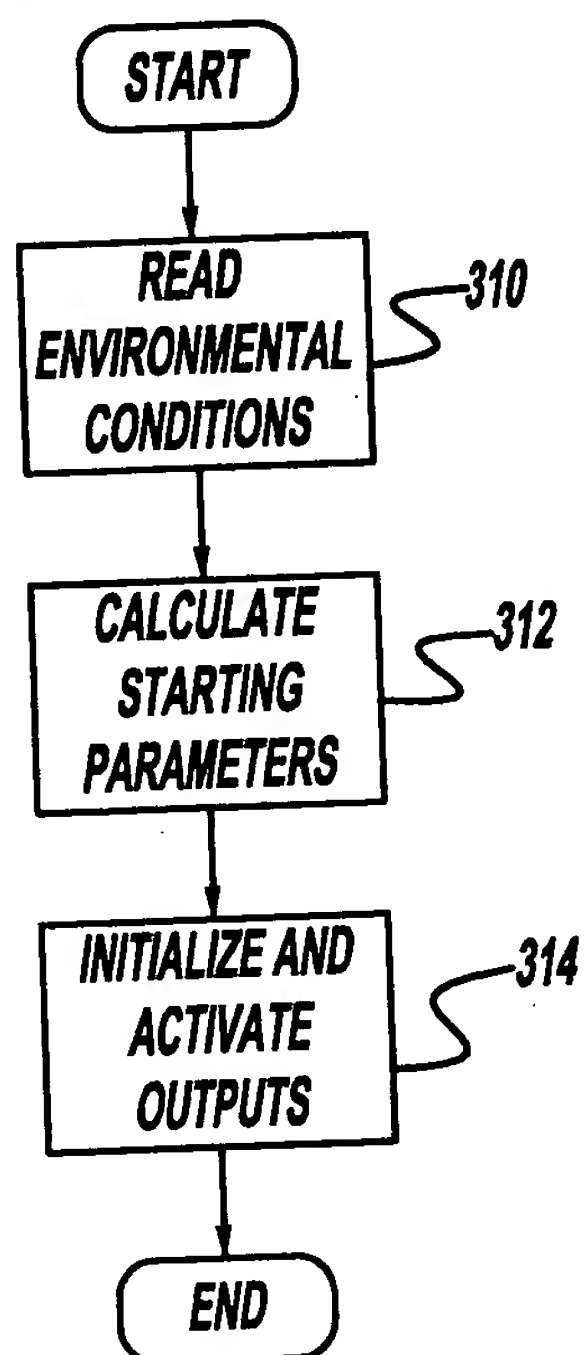 START
READ
ENVIRONMENTAL
CONDITIONS
310
CALCULATE
STARTING
PARAMETERS
312
INITIALIZE AND
ACTIVATE
OUTPUTS
314
END